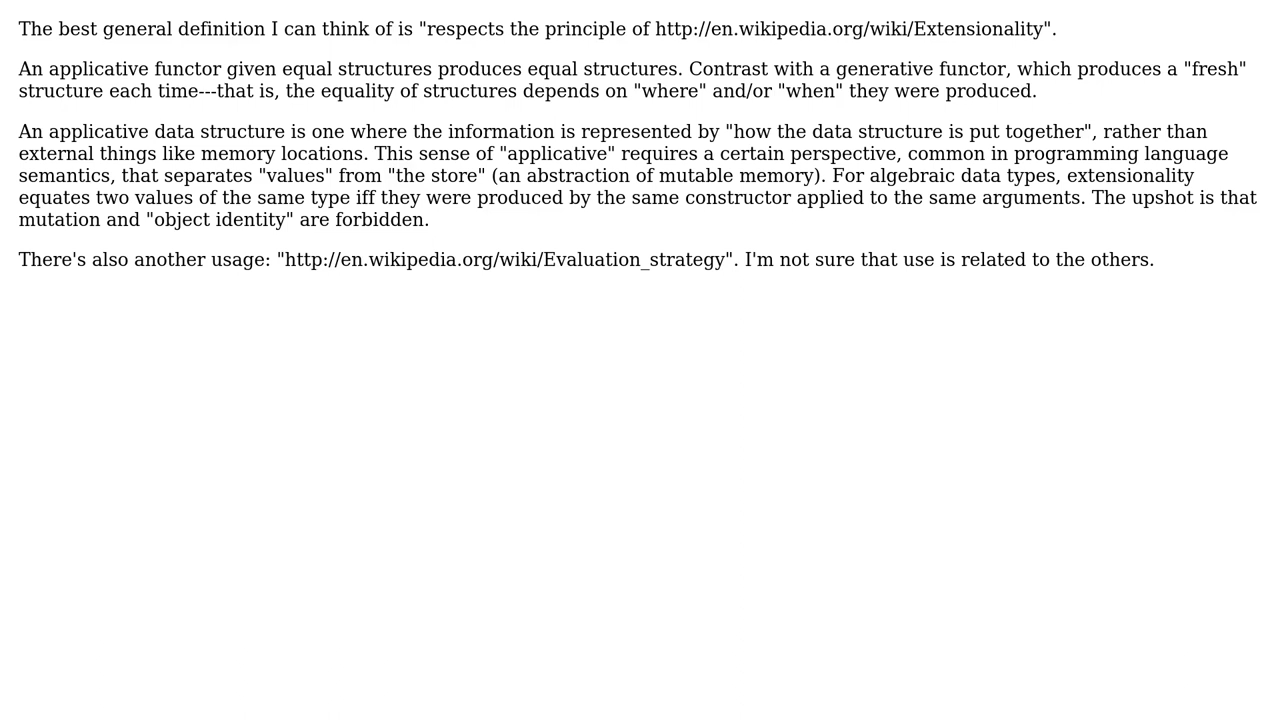 The best general definition I can think of is "respects the principle of http://en.wikipedia.org/wiki/Extensionality".
An applicative functor given equal structures produces equal structures. Contrast with a generative functor, which produces a "fresh"
structure each time---that is, the equality of structures depends on "where" and/or "when" they were produced.
An applicative data structure is one where the information is represented by "how the data structure is put together", rather than
external things like memory locations. This sense of "applicative" requires a certain perspective, common in programming language
semantics, that separates "values" from "the store" (an abstraction of mutable memory). For algebraic data types, extensionality
equates two values of the same type iff they were produced by the same constructor applied to the same arguments. The upshot is that
mutation and "object identity" are forbidden.
There's also another usage: "http://en.wikipedia.org/wiki/Evaluation_strategy". I'm not sure that use is related to the others.